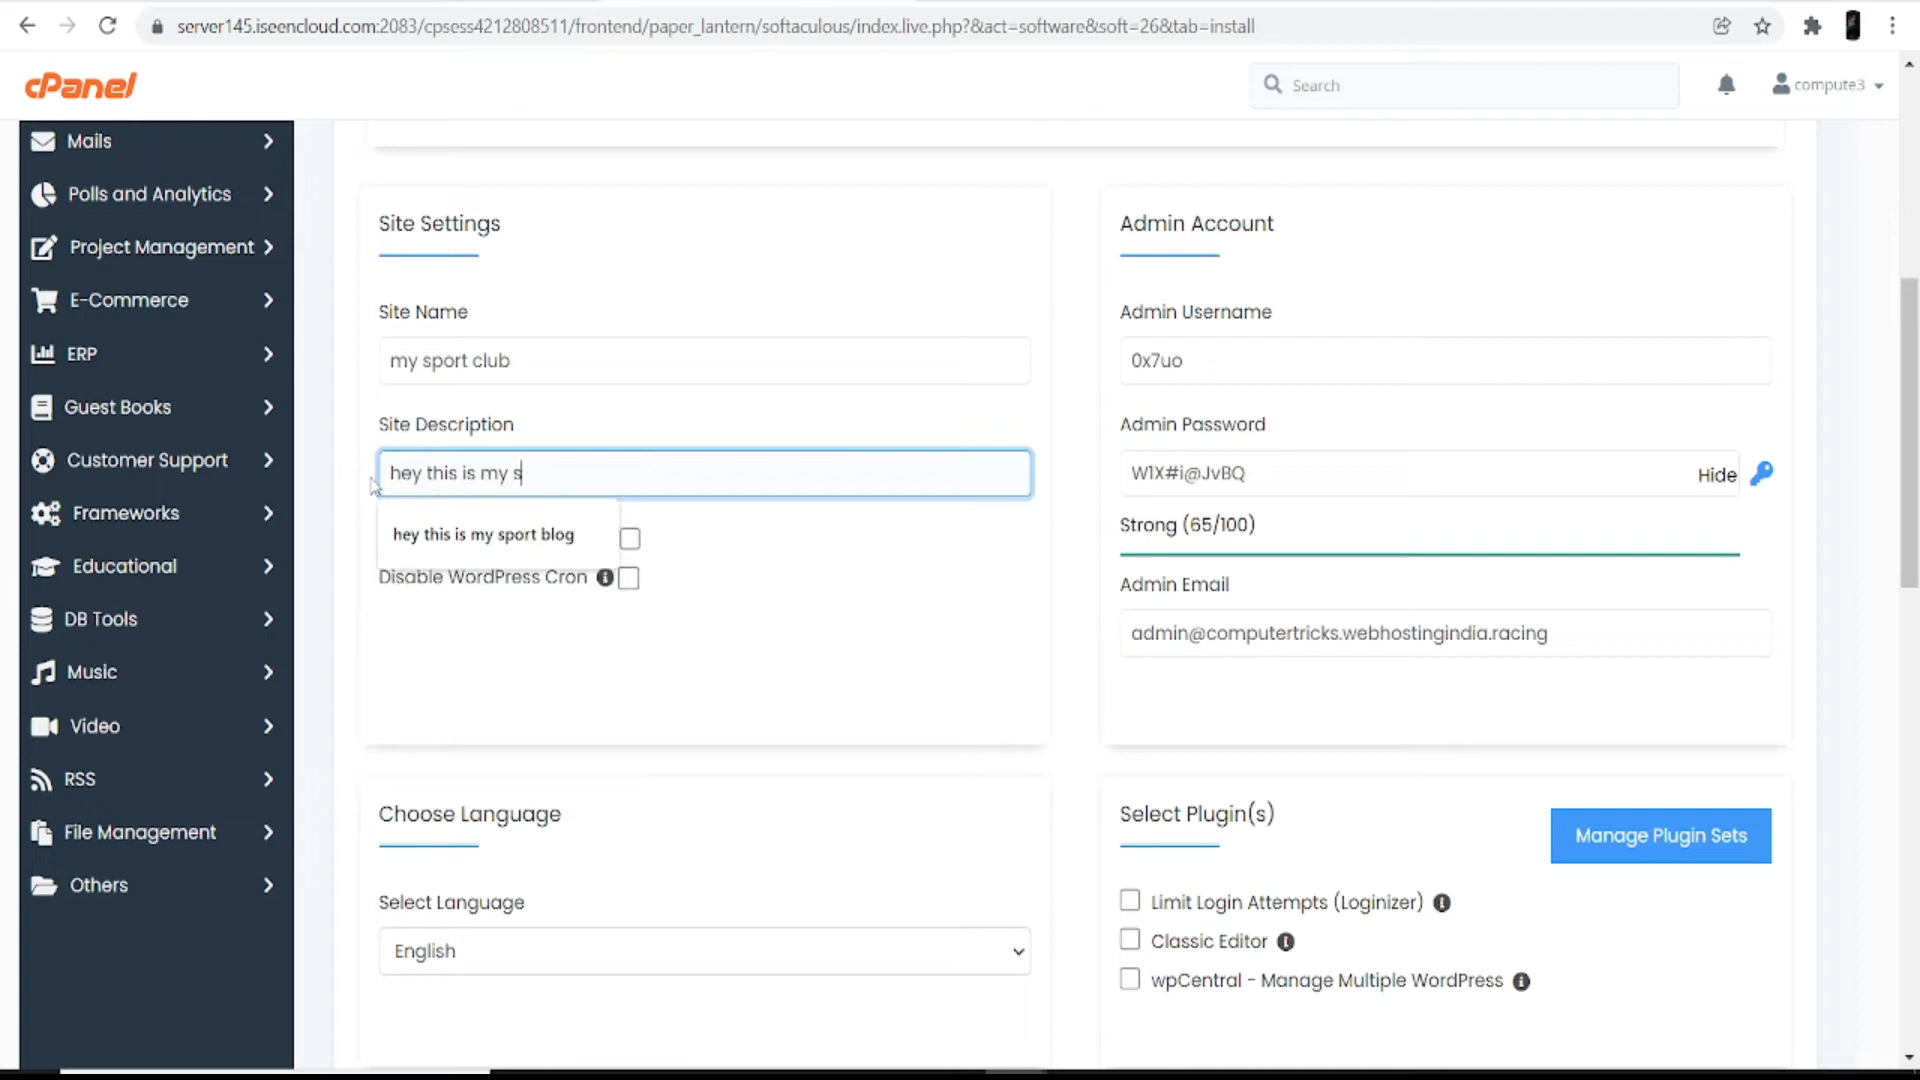 server145.iseencloud.com:2083/cpsess4212808511/frontend/paper_lantern/softaculous/index.live.php?&act=software&soft=26&tab=install
cPanel
Search
compute3
Mails
Polls and Analytics
Project Management
E-Commerce
ERP
Guest Books
Customer Support
Frameworks
Educational
DB Tools
Music
Video
RSS
File Management
Others
Site Settings
Site Name
my sport club
Site Description
hey this is my s
hey this is my sport blog
Disable WordPress Cron
Admin Account
Admin Username
0x7uo
Admin Password
W1X#i@JvBQ
Hide
Strong (65/100)
Admin Email
admin@computertricks.webhostingindia.racing
Choose Language
Select Language
English
Select Plugin(s)
Manage Plugin Sets
Limit Login Attempts (Loginizer)
Classic Editor
wpCentral - Manage Multiple WordPress